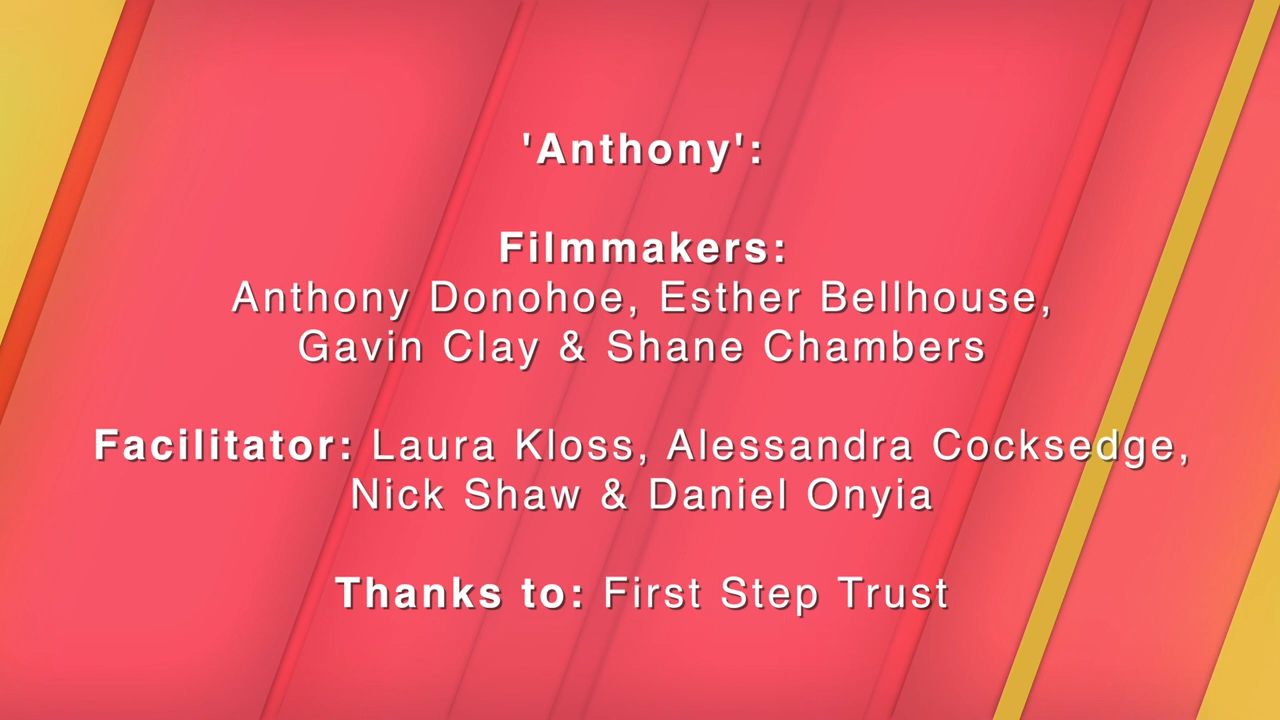 'Anthony':
Filmmakers:
Anthony Donohoe, Esther Bellhouse,
Gavin Clay & Shane Chambers
Facilitator: Laura Kloss, Alessandra Cocksedge,
Nick Shaw & Daniel Onyia
Thanks to: First Step Trust